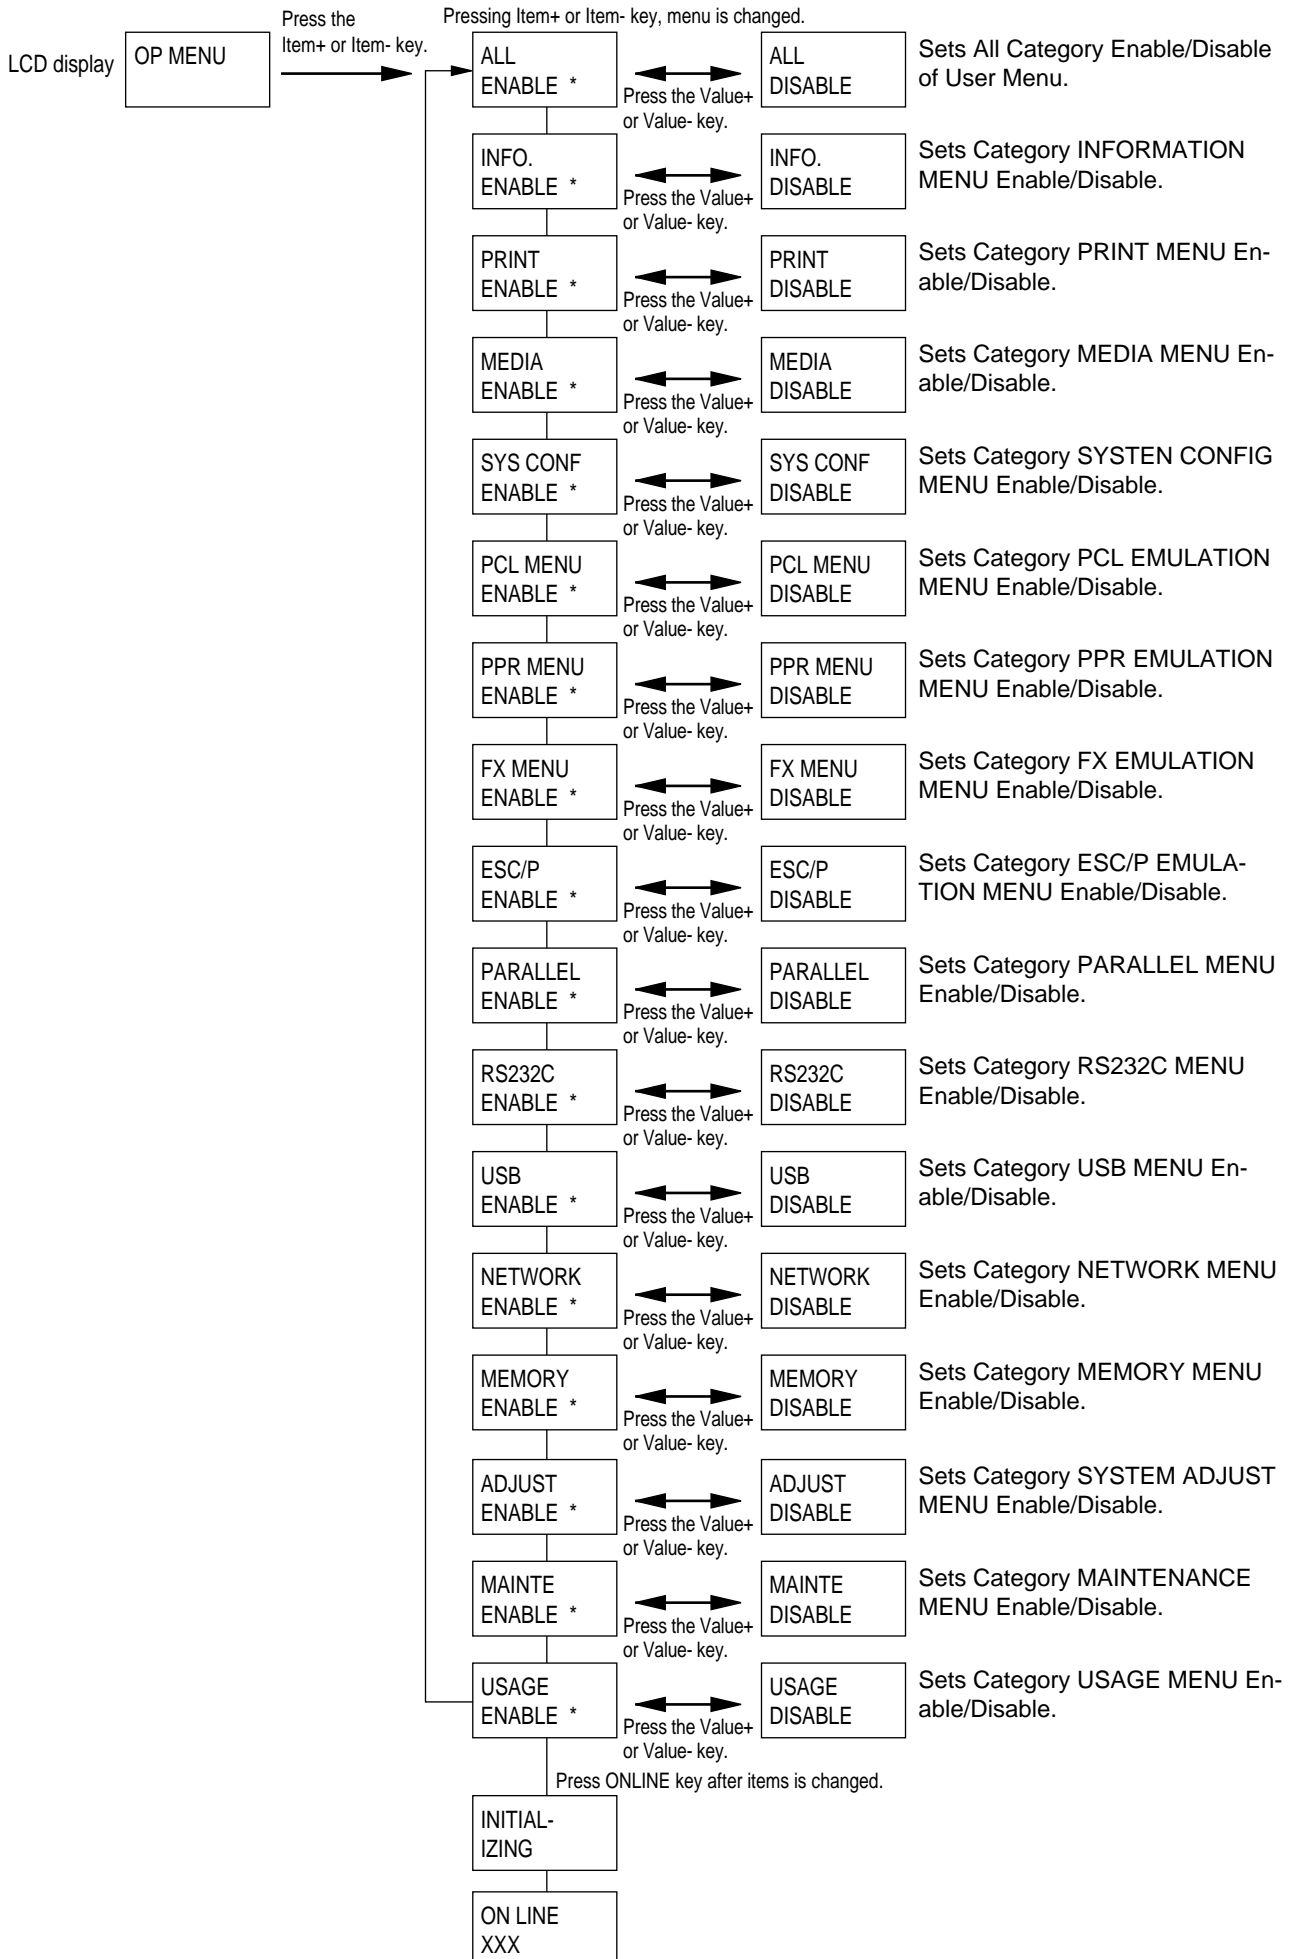 Press the
Item+ or Item- key.
Pressing Item+ or Item- key, menu is changed.
LCD display
OP MENU
ALL
ENABLE *
Press the Value+
or Value- key.
ALL
DISABLE
Sets All Category Enable/Disable
of User Menu.
INFO.
ENABLE *
Press the Value+
or Value- key.
INFO.
DISABLE
Sets Category INFORMATION
MENU Enable/Disable.
PRINT
ENABLE *
Press the Value+
or Value- key.
PRINT
DISABLE
Sets Category PRINT MENU En-
able/Disable.
MEDIA
ENABLE *
Press the Value+
or Value- key.
MEDIA
DISABLE
Sets Category MEDIA MENU En-
able/Disable.
SYS CONF
ENABLE *
Press the Value+
or Value- key.
SYS CONF
DISABLE
Sets Category SYSTEN CONFIG
MENU Enable/Disable.
PCL MENU
ENABLE *
Press the Value+
or Value- key.
PCL MENU
DISABLE
Sets Category PCL EMULATION
MENU Enable/Disable.
PPR MENU
ENABLE *
Press the Value+
or Value- key.
PPR MENU
DISABLE
Sets Category PPR EMULATION
MENU Enable/Disable.
FX MENU
ENABLE *
Press the Value+
or Value- key.
FX MENU
DISABLE
Sets Category FX EMULATION
MENU Enable/Disable.
ESC/P
ENABLE *
Press the Value+
or Value- key.
ESC/P
DISABLE
Sets Category ESC/P EMULA-
TION MENU Enable/Disable.
PARALLEL
ENABLE *
Press the Value+
or Value- key.
PARALLEL
DISABLE
Sets Category PARALLEL MENU
Enable/Disable.
RS232C
ENABLE *
Press the Value+
or Value- key.
RS232C
DISABLE
Sets Category RS232C MENU
Enable/Disable.
USB
ENABLE *
Press the Value+
or Value- key.
USB
DISABLE
Sets Category USB MENU En-
able/Disable.
NETWORK
ENABLE *
Press the Value+
or Value- key.
NETWORK
DISABLE
Sets Category NETWORK MENU
Enable/Disable.
MEMORY
ENABLE *
Press the Value+
or Value- key.
MEMORY
DISABLE
Sets Category MEMORY MENU
Enable/Disable.
ADJUST
ENABLE *
Press the Value+
or Value- key.
ADJUST
DISABLE
Sets Category SYSTEM ADJUST
MENU Enable/Disable.
MAINTE
ENABLE *
Press the Value+
or Value- key.
MAINTE
DISABLE
Sets Category MAINTENANCE
MENU Enable/Disable.
USAGE
ENABLE *
Press the Value+
or Value- key.
USAGE
DISABLE
Sets Category USAGE MENU En-
able/Disable.
Press ONLINE key after items is changed.
INITIAL-
IZING
ON LINE
XXX